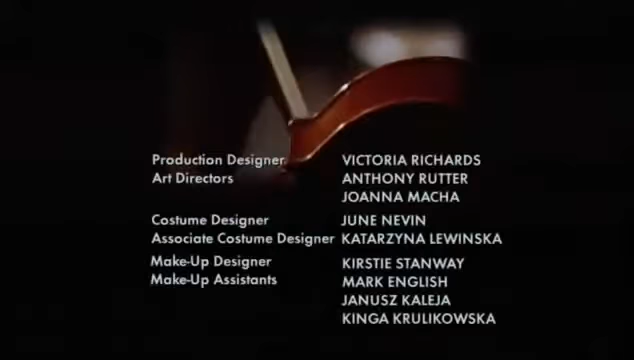 Production Designer VICTORIA RICHARDS
Art Directors ANTHONY RUTTER
JOANNA MACHA
Costume Designer JUNE NEVIN
Associate Costume Designer KATARZYNA LEWINSKA
Make-Up Designer KIRSTIE STANWAY
Make-Up Assistants MARK ENGLISH
JANUSZ KALEJA
KINGA KRULIKOWSKA